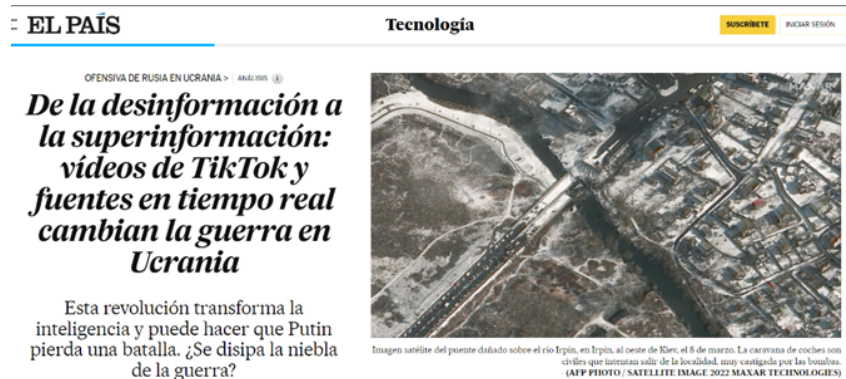 EL PAÍS
Tecnología
SUSCRÍBETE
INICIAR SESIÓN
OFENSIVA DE RUSIA EN UCRANIA > ANÁLISIS i
De la desinformación a
la superinformación:
vídeos de TikTok y
fuentes en tiempo real
cambian la guerra en
Ucrania
Esta revolución transforma la
inteligencia y puede hacer que Putin
pierda una batalla. ¿Se disipa la niebla
de la guerra?
MAXAR
Imagen satélite del puente dañado sobre el río Irpin, en Irpin, al oeste de Kiev, el 8 de marzo. La caravana de coches son
civiles que intentan salir de la localidad, muy castigada por las bombas.
(AFP PHOTO / SATELLITE IMAGE 2022 MAXAR TECHNOLOGIES)